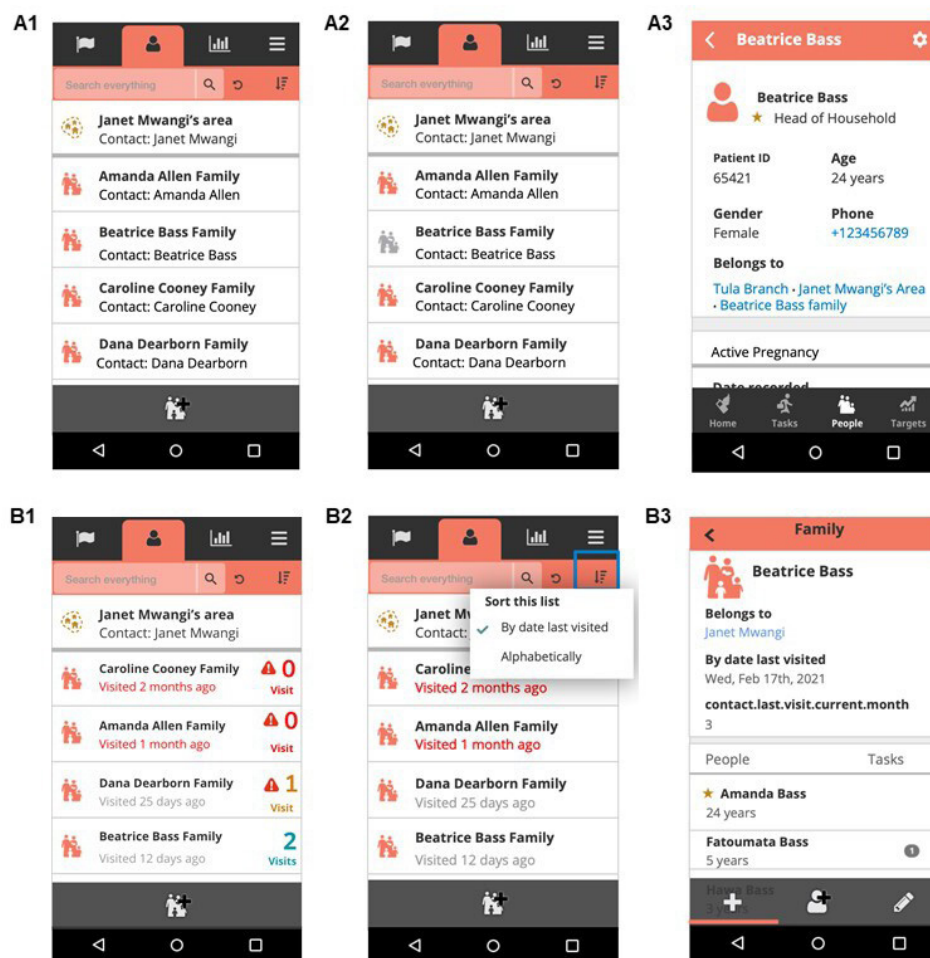 A1
Search everything
Janet Mwangi's area
Contact: Janet Mwangi
Amanda Allen Family
Contact: Amanda Allen
Beatrice Bass Family
Contact: Beatrice Bass
Caroline Cooney Family
Contact: Caroline Cooney
Dana Dearborn Family
Contact: Dana Dearborn
A2
Search everything
Janet Mwangi's area
Contact: Janet Mwangi
Amanda Allen Family
Contact: Amanda Allen
Beatrice Bass Family
Contact: Beatrice Bass
Caroline Cooney Family
Contact: Caroline Cooney
Dana Dearborn Family
Contact: Dana Dearborn
A3
Beatrice Bass
Beatrice Bass
Head of Household
Patient ID Age
65421 24 years
Gender Phone
Female +123456789
Belongs to
Tula Branch • Janet Mwangi's Area
• Beatrice Bass family
Active Pregnancy
Date recorded
Home Tasks People Targets
B1
Search everything
Janet Mwangi's area
Contact: Janet Mwangi
Caroline Cooney Family 0
Visited 2 months ago Visit
Amanda Allen Family 0
Visited 1 month ago Visit
Dana Dearborn Family 1
Visited 25 days ago Visit
Beatrice Bass Family 2
Visited 12 days ago Visits
B2
Search everything
Sort this list
By date last visited
Alphabetically
Janet M
Contact:
Caroline
Visited 2 months ago
Amanda Allen Family
Visited 1 month ago
Dana Dearborn Family
Visited 25 days ago
Beatrice Bass Family
Visited 12 days ago
B3
Family
Beatrice Bass
Belongs to
Janet Mwangi
By date last visited
Wed, Feb 17th, 2021
contact.last.visit.current.month
3
People Tasks
Amanda Bass
24 years
Fatoumata Bass 1
5 years
Hawa Bass
3 years